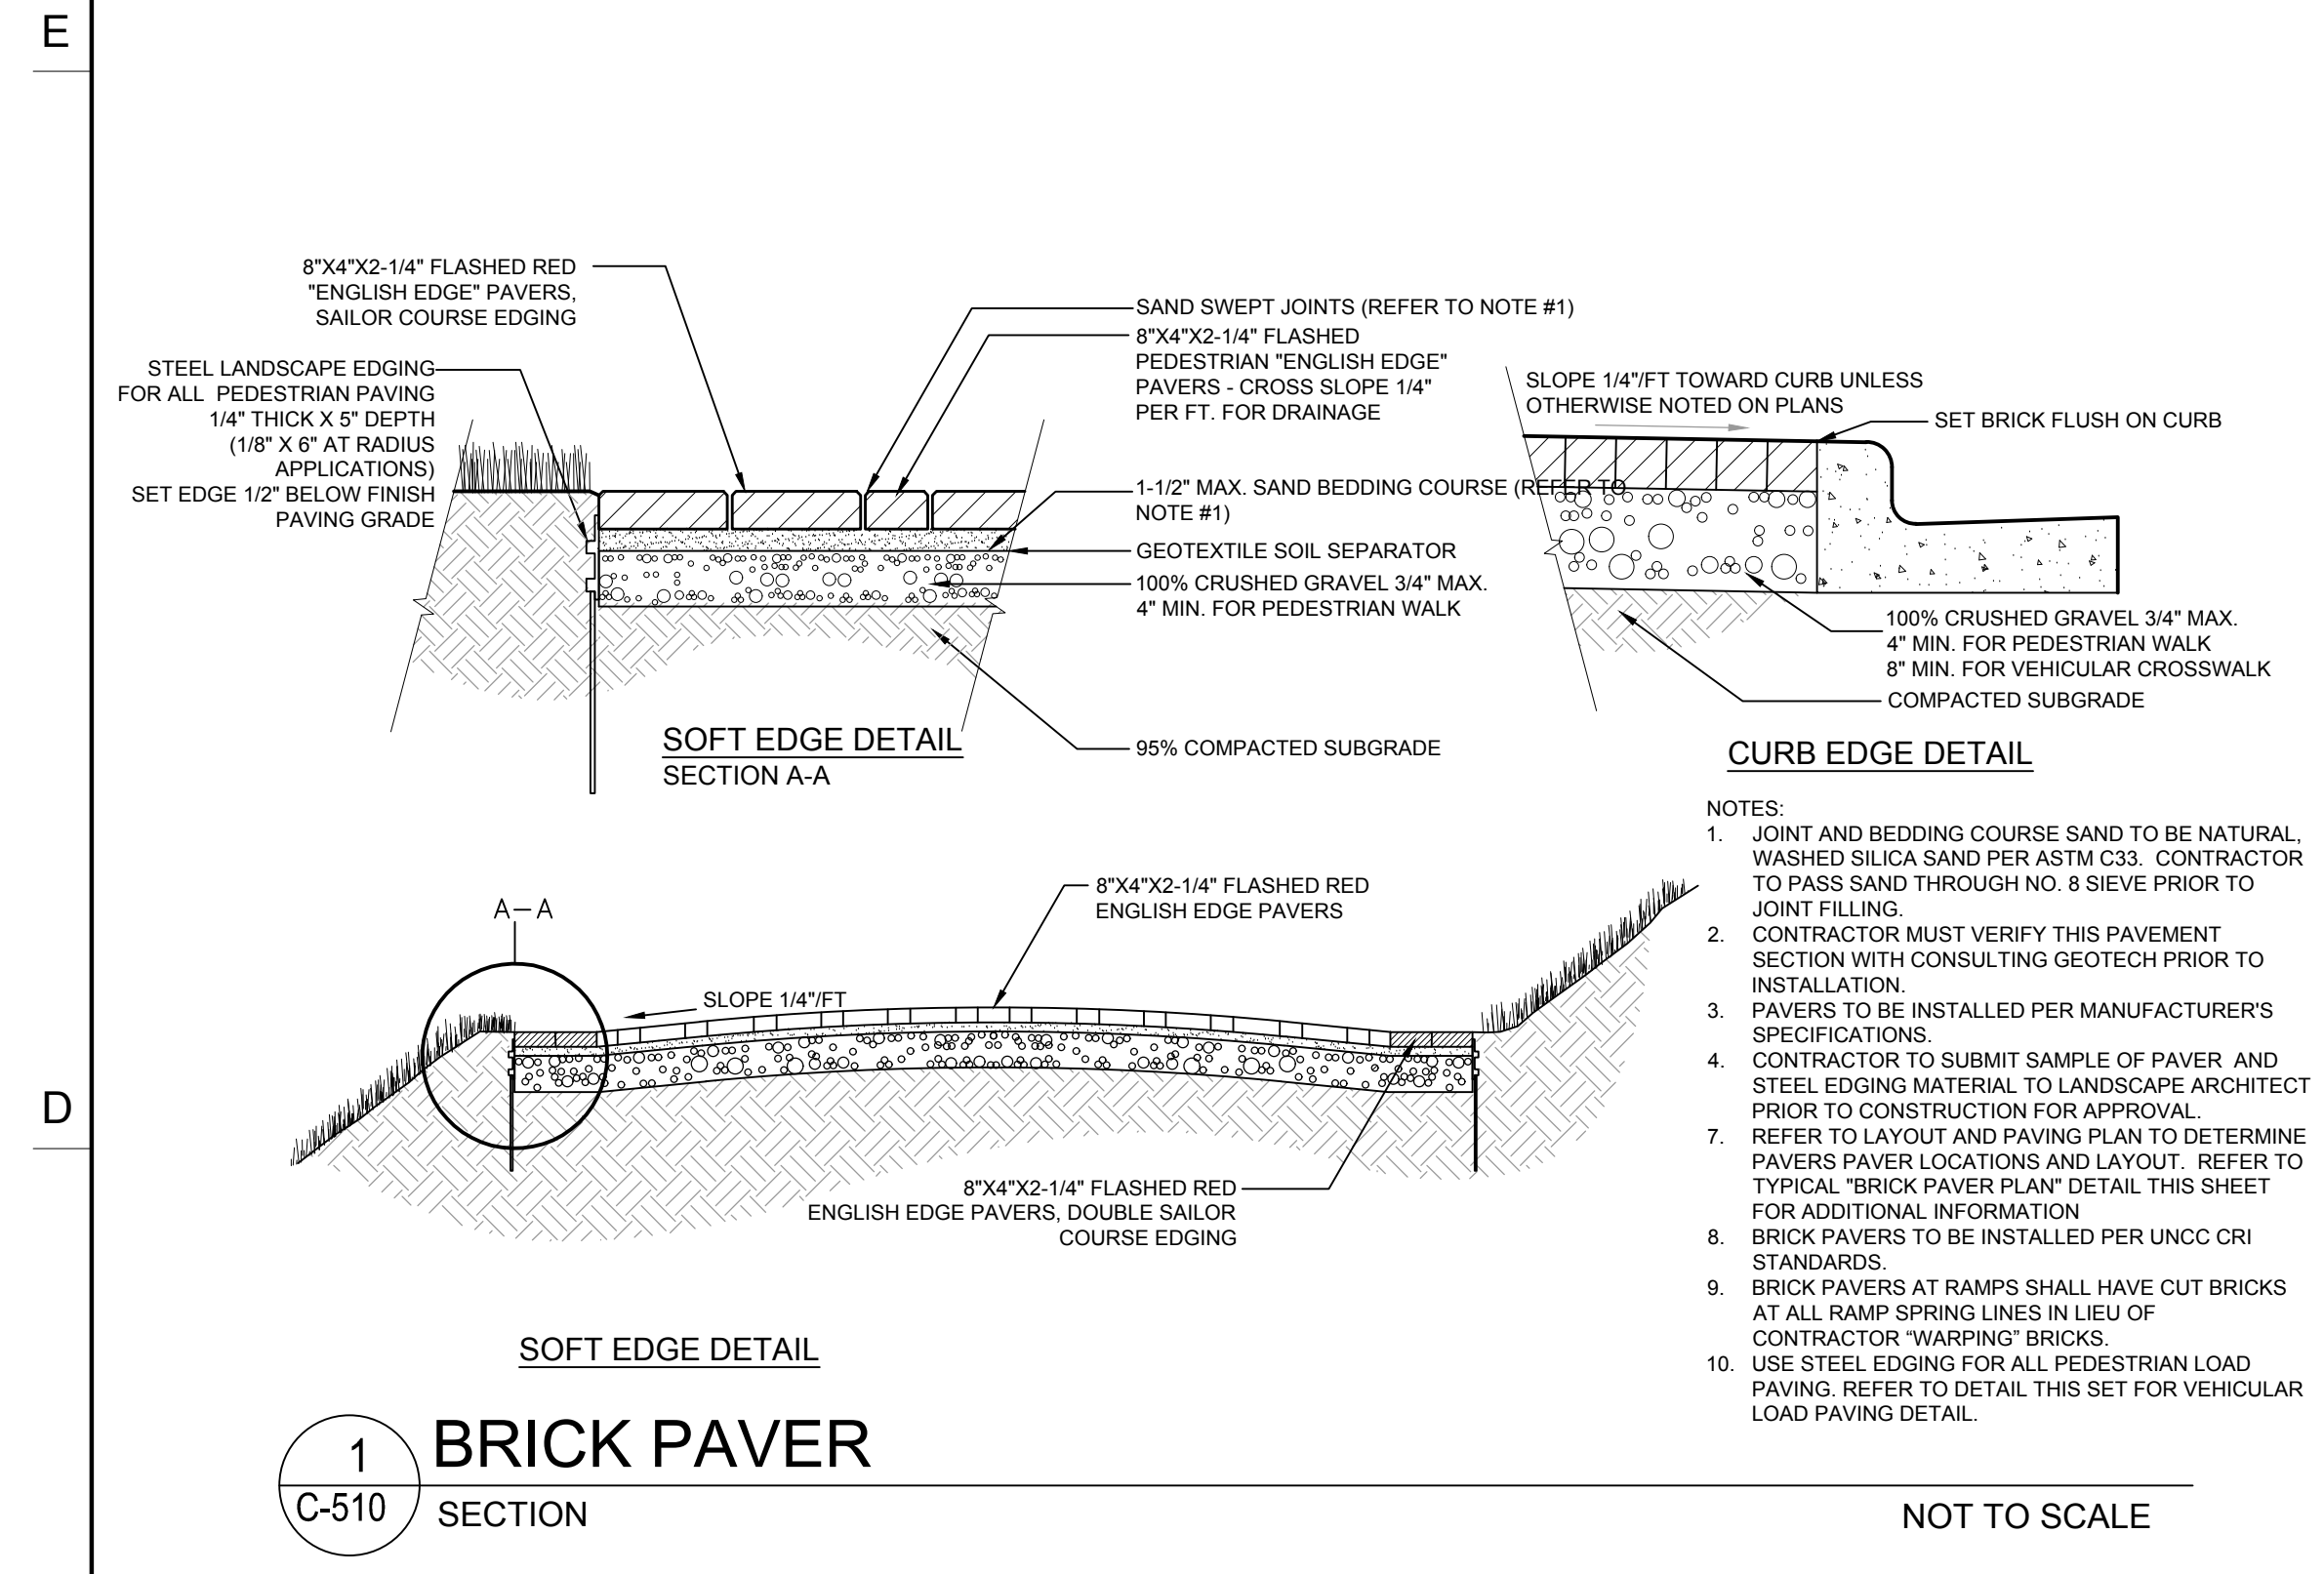 E
8"X4"X2-1/4" FLASHED RED
"ENGLISH EDGE" PAVERS,
SAILOR COURSE EDGING
STEEL LANDSCAPE EDGING
FOR ALL PEDESTRIAN PAVING
1/4" THICK X 5" DEPTH
(1/8" X 6" AT RADIUS
APPLICATIONS)
SET EDGE 1/2" BELOW FINISH
PAVING GRADE
SAND SWEPT JOINTS (REFER TO NOTE #1)
8"X4"X2-1/4" FLASHED
PEDESTRIAN "ENGLISH EDGE"
PAVERS - CROSS SLOPE 1/4"
PER FT. FOR DRAINAGE
1-1/2" MAX. SAND BEDDING COURSE (REFER TO
NOTE #1)
GEOTEXTILE SOIL SEPARATOR
100% CRUSHED GRAVEL 3/4" MAX.
4" MIN. FOR PEDESTRIAN WALK
95% COMPACTED SUBGRADE
SOFT EDGE DETAIL
SECTION A-A
SLOPE 1/4"/FT TOWARD CURB UNLESS
OTHERWISE NOTED ON PLANS
SET BRICK FLUSH ON CURB
100% CRUSHED GRAVEL 3/4" MAX.
4" MIN. FOR PEDESTRIAN WALK
8" MIN. FOR VEHICULAR CROSSWALK
COMPACTED SUBGRADE
CURB EDGE DETAIL
NOTES:
1. JOINT AND BEDDING COURSE SAND TO BE NATURAL,
WASHED SILICA SAND PER ASTM C33. CONTRACTOR
TO PASS SAND THROUGH NO. 8 SIEVE PRIOR TO
JOINT FILLING.
2. CONTRACTOR MUST VERIFY THIS PAVEMENT
SECTION WITH CONSULTING GEOTECH PRIOR TO
INSTALLATION.
3. PAVERS TO BE INSTALLED PER MANUFACTURER'S
SPECIFICATIONS.
4. CONTRACTOR TO SUBMIT SAMPLE OF PAVER AND
STEEL EDGING MATERIAL TO LANDSCAPE ARCHITECT
PRIOR TO CONSTRUCTION FOR APPROVAL.
7. REFER TO LAYOUT AND PAVING PLAN TO DETERMINE
PAVERS PAVER LOCATIONS AND LAYOUT. REFER TO
TYPICAL "BRICK PAVER PLAN" DETAIL THIS SHEET
FOR ADDITIONAL INFORMATION
8. BRICK PAVERS TO BE INSTALLED PER UNCC CRI
STANDARDS.
9. BRICK PAVERS AT RAMPS SHALL HAVE CUT BRICKS
AT ALL RAMP SPRING LINES IN LIEU OF
CONTRACTOR “WARPING” BRICKS.
10. USE STEEL EDGING FOR ALL PEDESTRIAN LOAD
PAVING. REFER TO DETAIL THIS SET FOR VEHICULAR
LOAD PAVING DETAIL.
A-A
8"X4"X2-1/4" FLASHED RED
ENGLISH EDGE PAVERS
SLOPE 1/4"/FT
D
8"X4"X2-1/4" FLASHED RED
ENGLISH EDGE PAVERS, DOUBLE SAILOR
COURSE EDGING
SOFT EDGE DETAIL
1
C-510
BRICK PAVER
SECTION
NOT TO SCALE